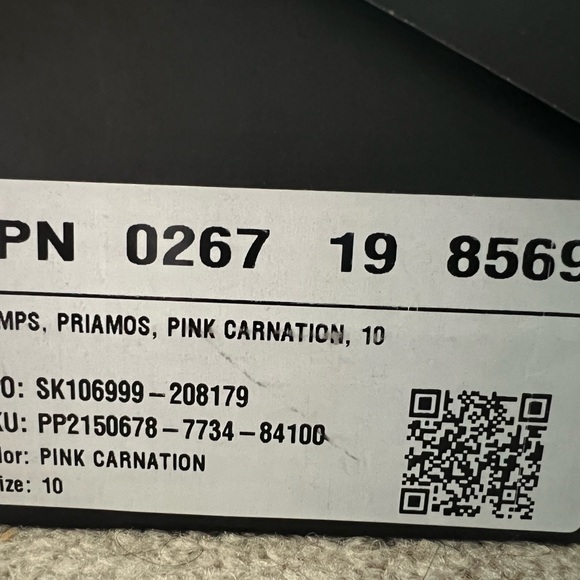 PN 0267 19 8569
MPS, PRIAMOS, PINK CARNATION, 10
O: SK106999-208179
KU: PP2150678-7734-84100
lor: PINK CARNATION
ize: 10